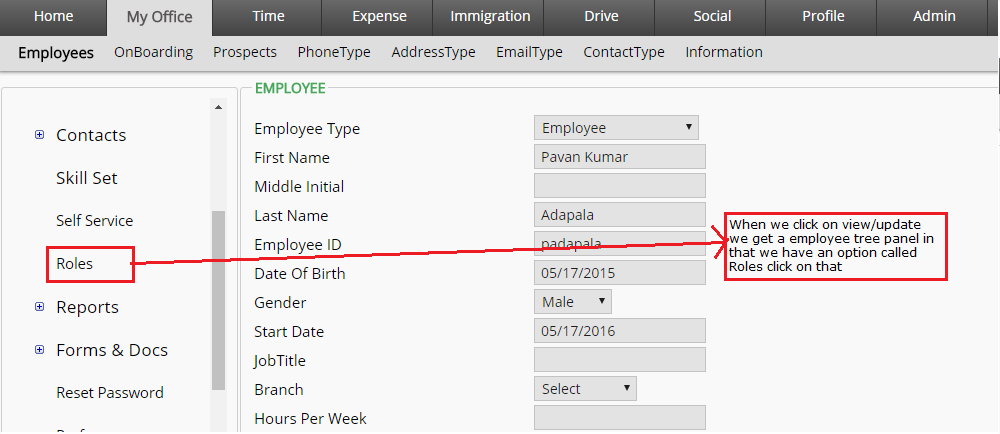 Home My Office Time Expense Immigration Drive Social Profile Admin
Employees OnBoarding Prospects PhoneType AddressType EmailType ContactType Information
Contacts
Skill Set
Self Service
Roles
Reports
Forms & Docs
Reset Password
EMPLOYEE
Employee Type Employee
First Name Pavan Kumar
Middle Initial
Last Name Adapala
Employee ID padapala
Date Of Birth 05/17/2015
Gender Male
Start Date 05/17/2016
JobTitle
Branch Select
Hours Per Week
When we click on view/update
we get a employee tree panel in
that we have an option called
Roles click on that